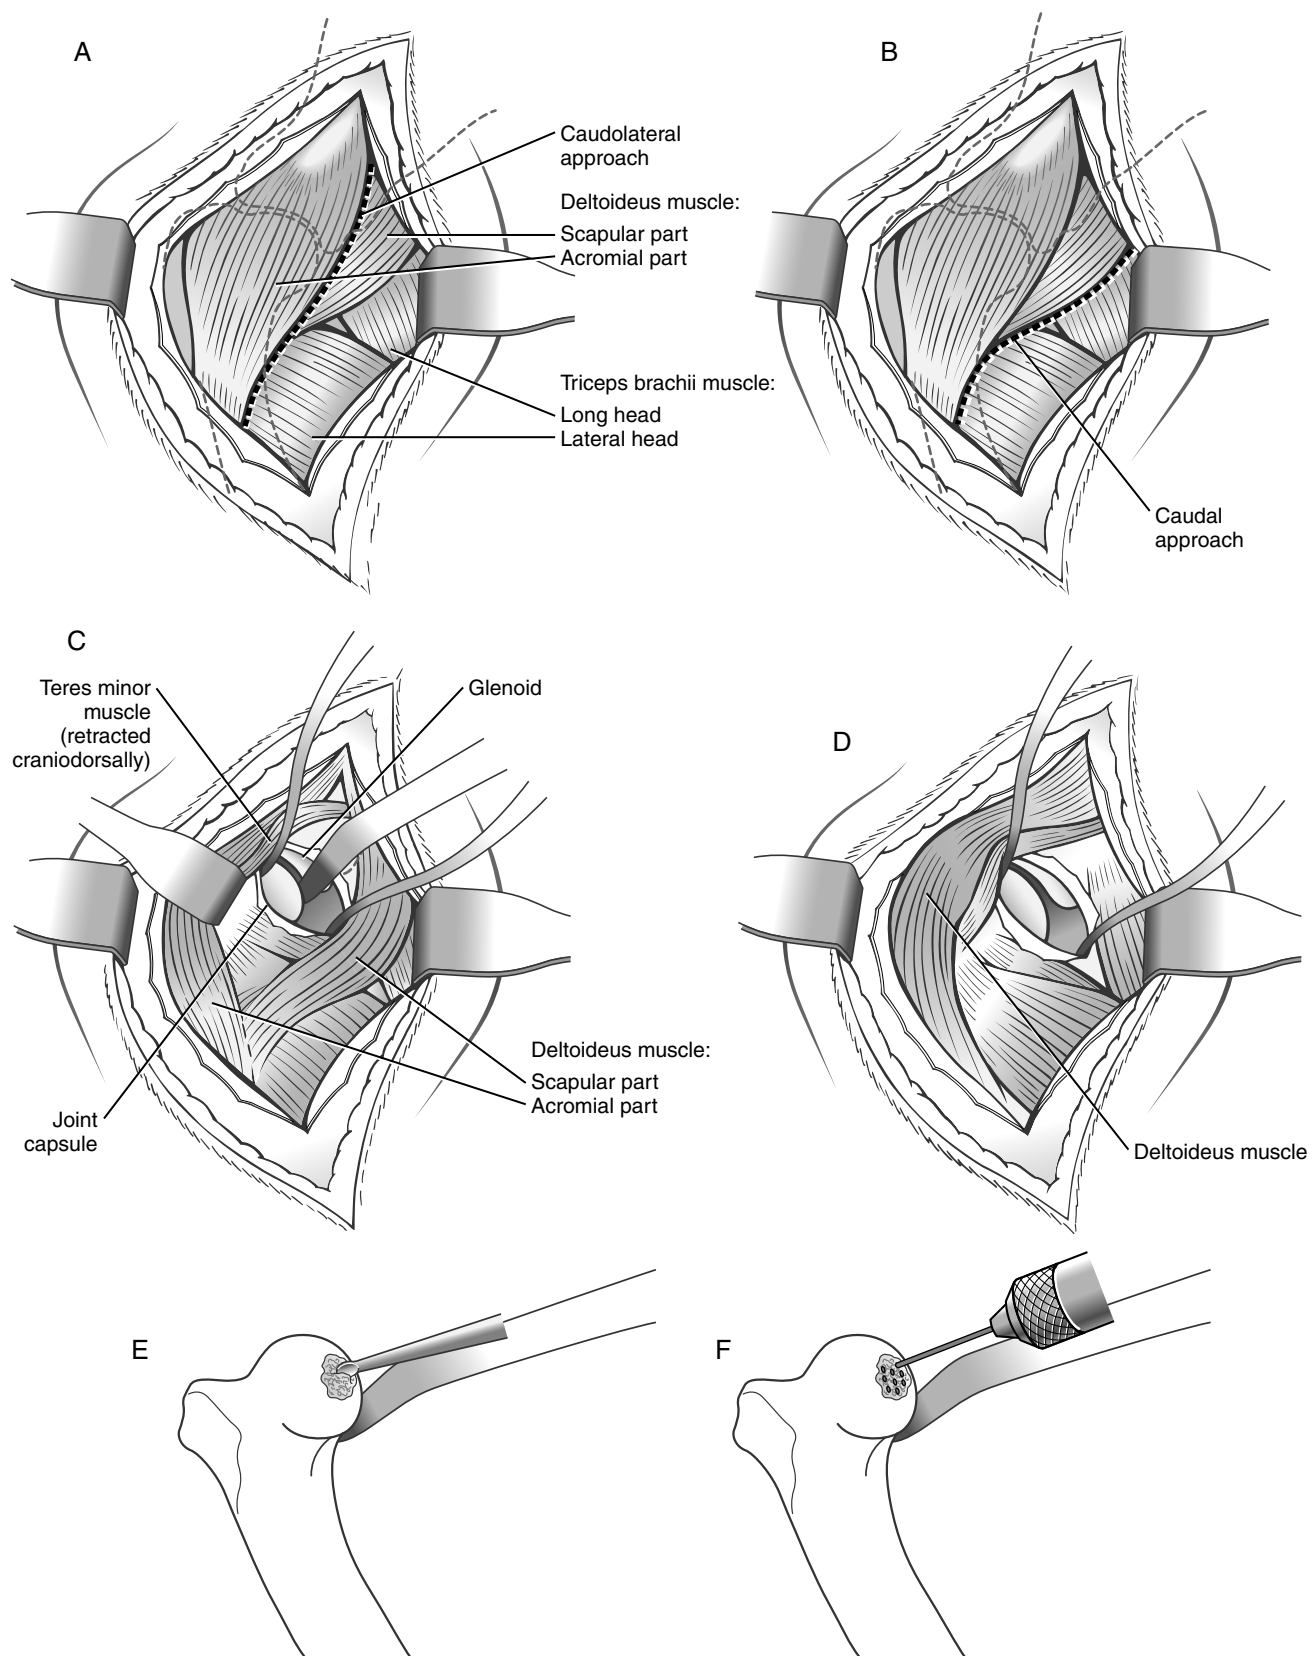 A
B
Caudolateral
approach
Deltoideus muscle:
Scapular part
Acromial part
Triceps brachii muscle:
Long head
Lateral head
Caudal
approach
C
Teres minor
muscle
(retracted
craniodorsally)
Glenoid
D
Deltoideus muscle:
Scapular part
Acromial part
Joint
capsule
Deltoideus muscle
E
F